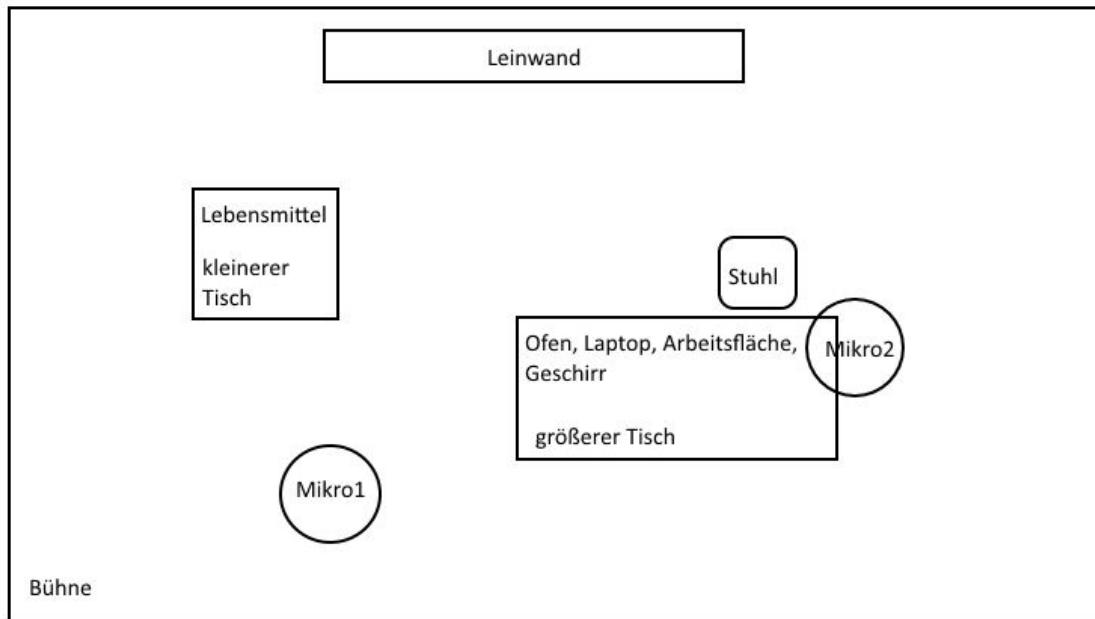 Leinwand
Lebensmittel
kleinerer
Tisch
Stuhl
Ofen, Laptop, Arbeitsfläche,
Geschirr
größerer Tisch
Mikro2
Mikro1
Bühne